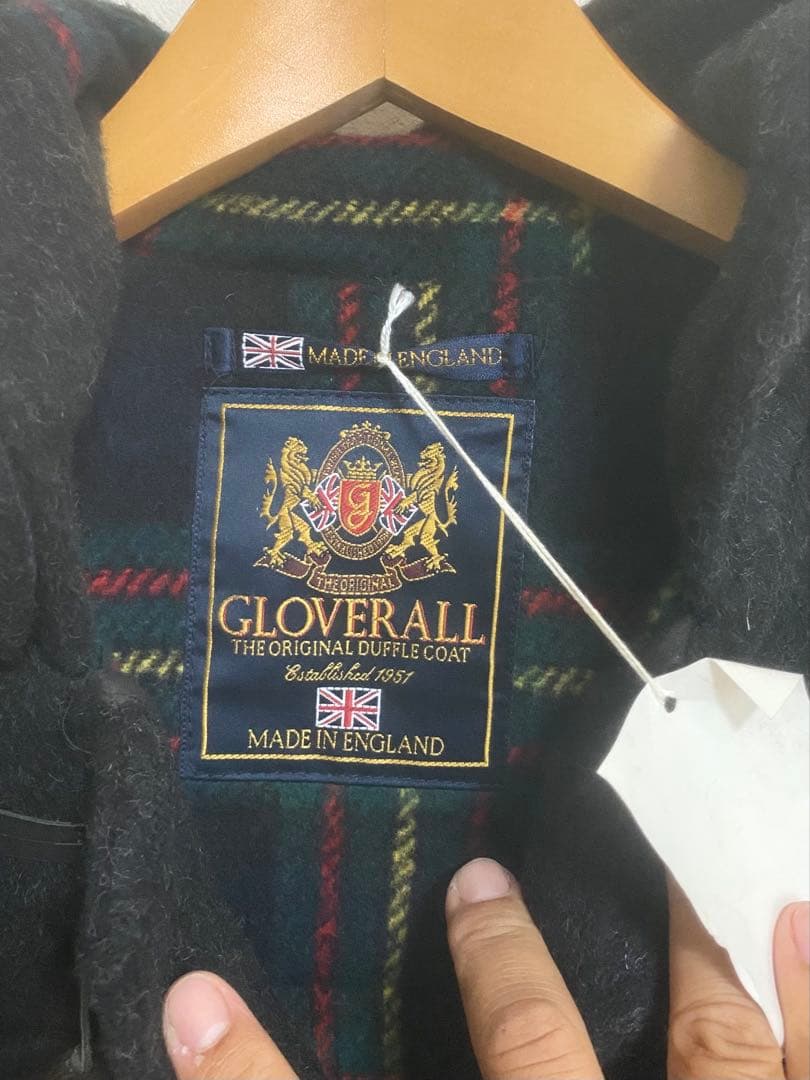 MADE ENGLAND
G
THE ORIGINAL
GLOVERALL
THE ORIGINAL DUFFLE COAT
Established 1951
MADE IN ENGLAND